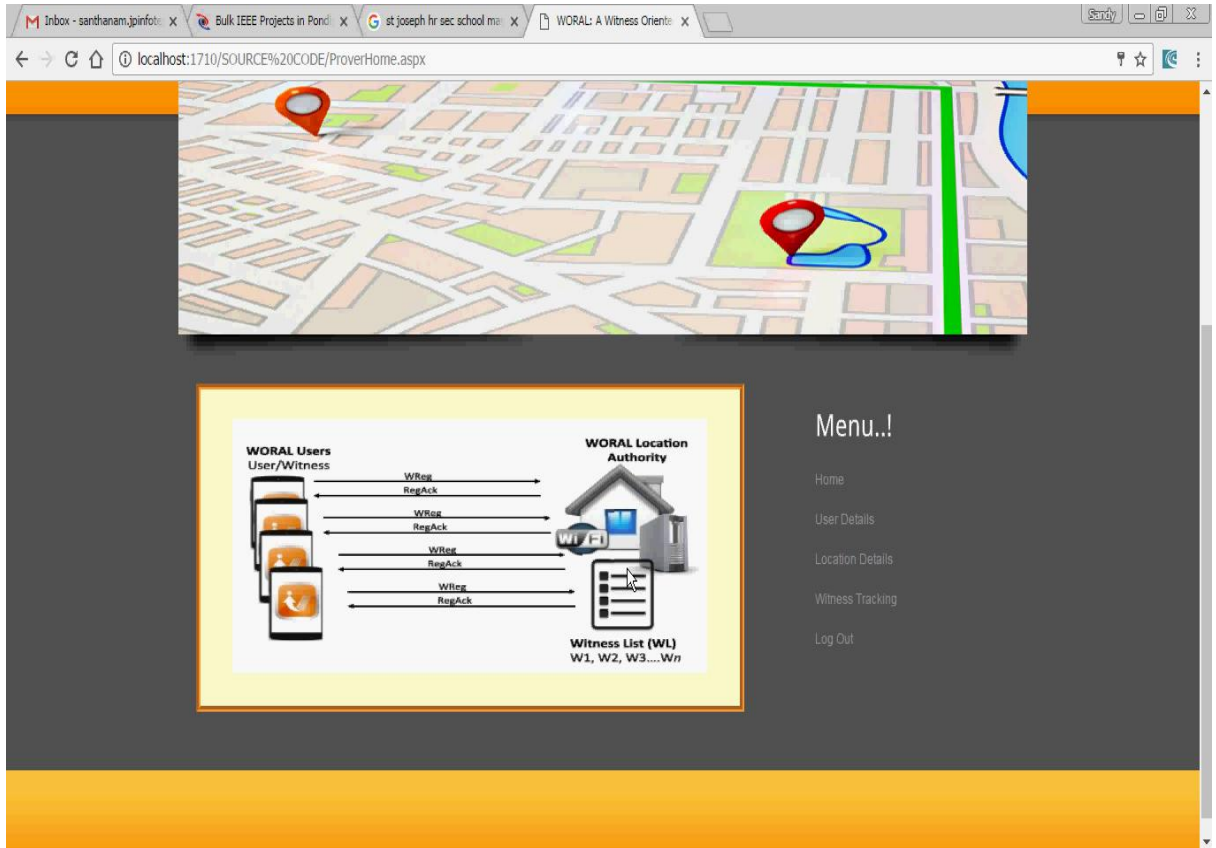 Inbox - santhanam.jpinfote
Bulk IEEE Projects in Pond
st joseph hr sec school ma
WORAL: A Witness Oriente
Sandy
localhost:1710/SOURCE%20CODE/ProverHome.aspx
WORAL Users
User/Witness
WORAL Location
Authority
WReg
RegAck
WReg
RegAck
WReg
RegAck
WReg
RegAck
Wi Fi
Witness List (WL)
W1, W2, W3....Wn
Menu..!
Home
User Details
Location Details
Witness Tracking
Log Out